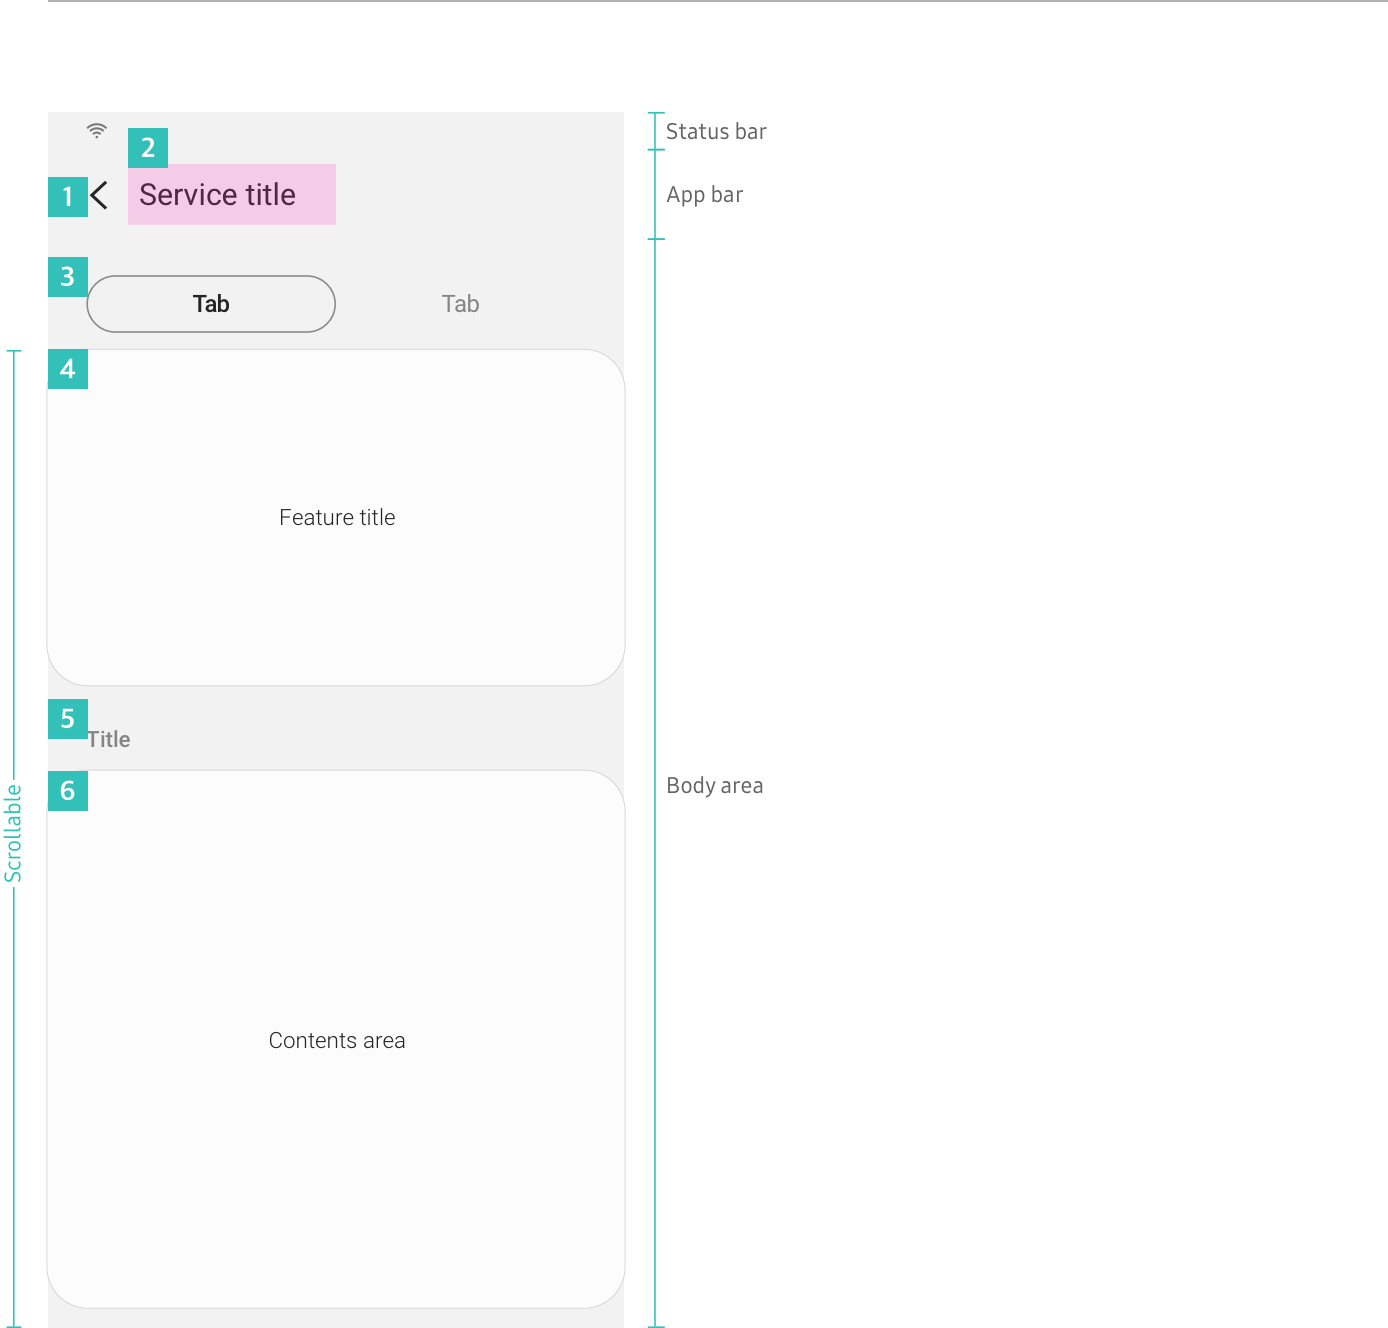 2
Status bar
1
Service title
App bar
3
Tab
Tab
4
Feature title
5
Title
6
Body area
Scrollable
Contents area